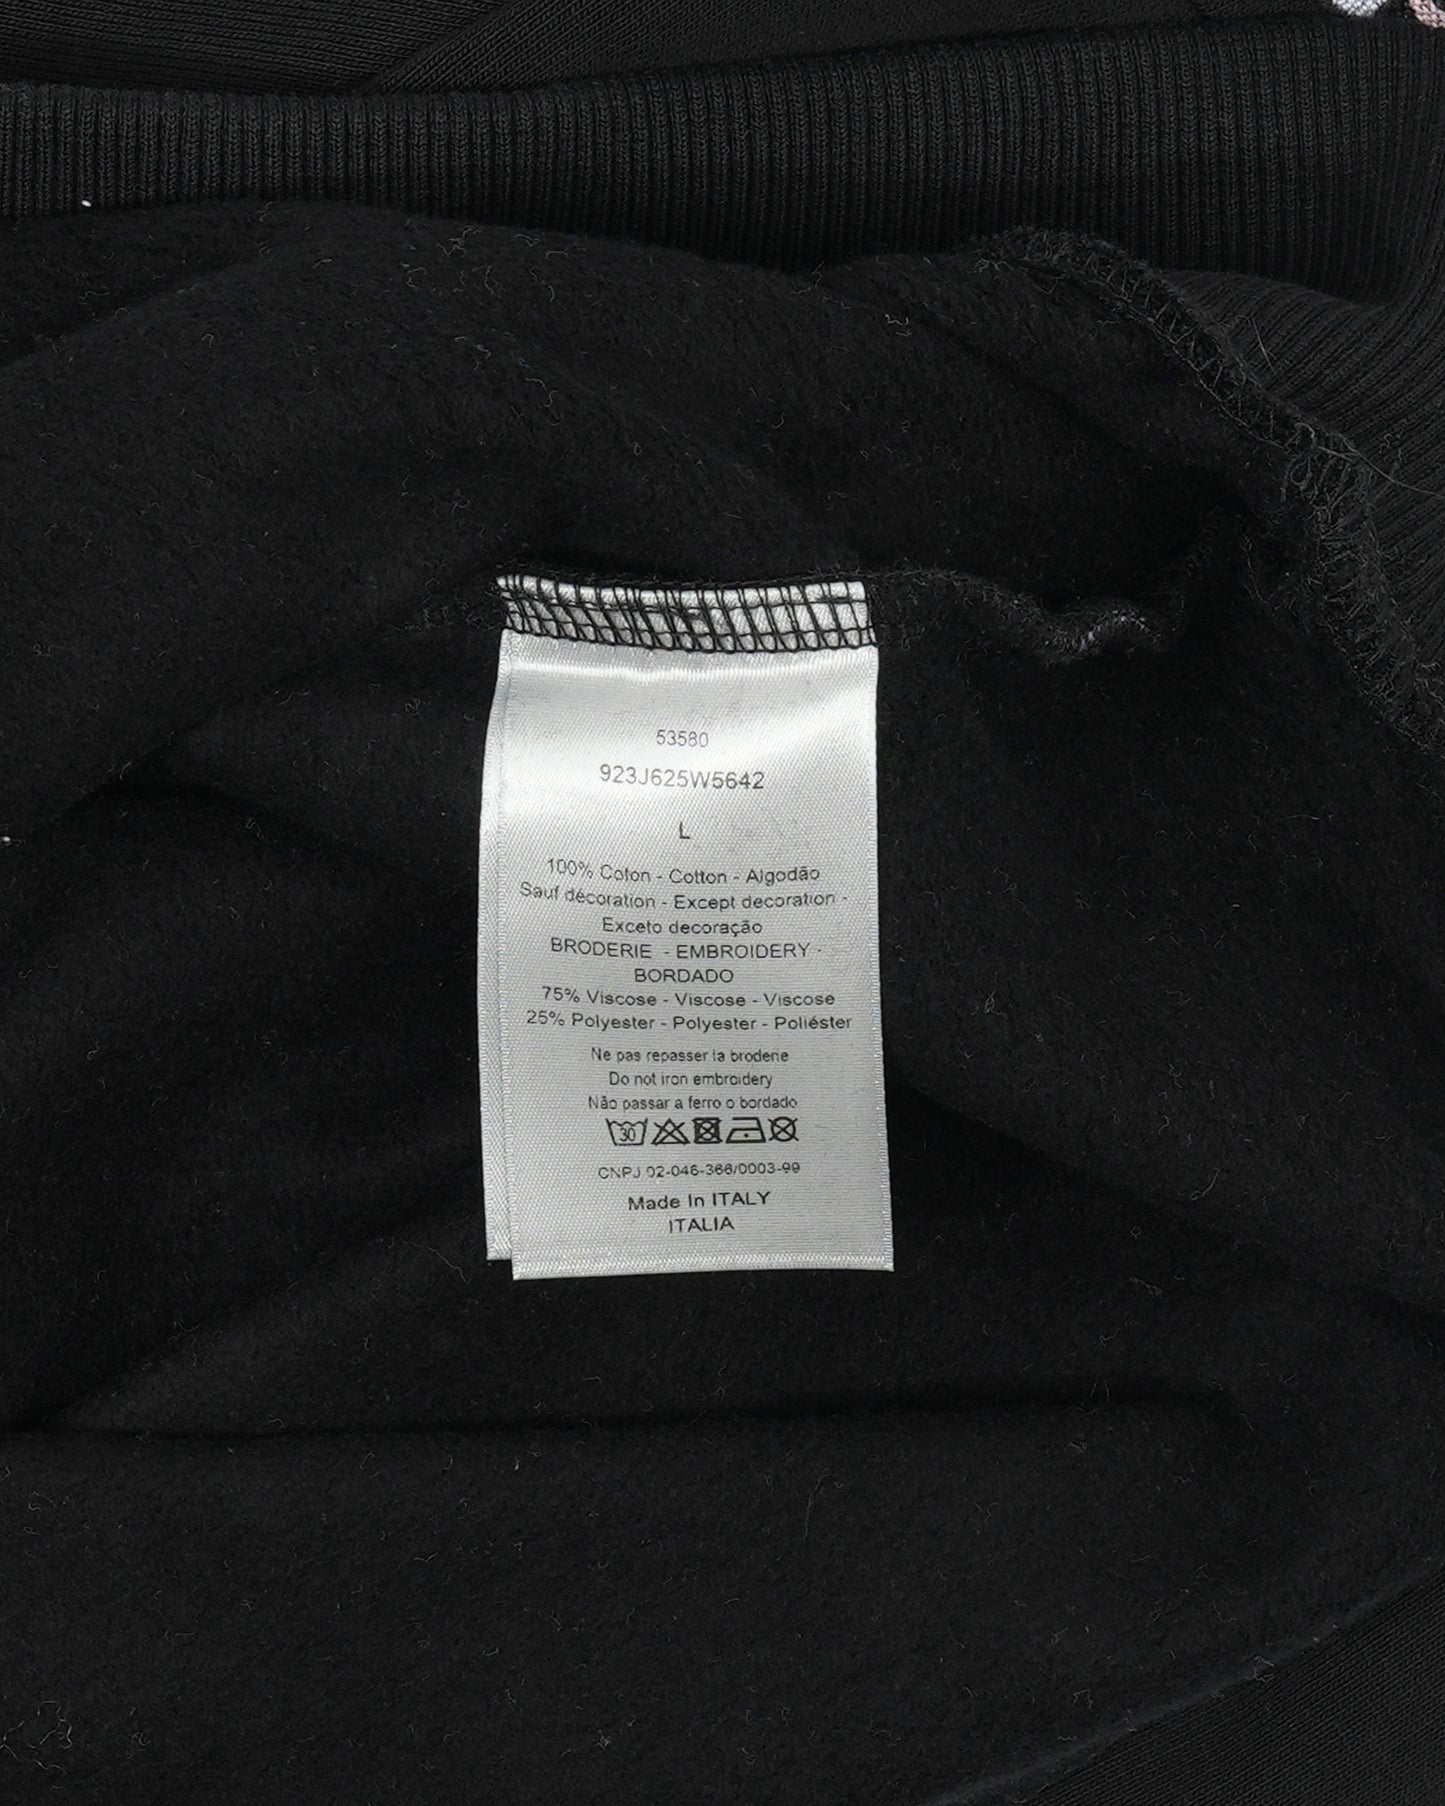 53580
923J625W5642
L
100% Coton - Cotton - Algodão
Sauf décoration - Except decoration -
Exceto decoração
BRODERIE - EMBROIDERY -
BORDADO
75% Viscose - Viscose - Viscose
25% Polyester - Polyester - Poliéster
Ne pas repasser la broderie
Do not iron embroidery
Não passar a ferro o bordado
30
CNPJ 02-046-366/0003-99
Made In ITALY
ITALIA